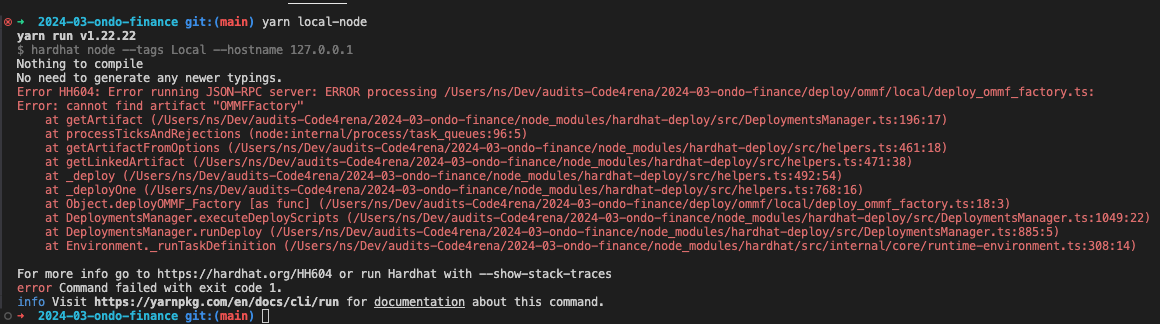 → 2024-03-ondo-finance git:(main) yarn local-node
yarn run v1.22.22
$ hardhat node --tags Local --hostname 127.0.0.1
Nothing to compile
No need to generate any newer typings.
Error HH604: Error running JSON-RPC server: ERROR processing /Users/ns/Dev/audits-Code4rena/2024-03-ondo-finance/deploy/ommf/local/deploy_ommf_factory.ts:
Error: cannot find artifact "OMMFFactory"
at getArtifact (/Users/ns/Dev/audits-Code4rena/2024-03-ondo-finance/node_modules/hardhat-deploy/src/DeploymentsManager.ts:196:17)
at processTicksAndRejections (node:internal/process/task_queues:96:5)
at getArtifactFromOptions (/Users/ns/Dev/audits-Code4rena/2024-03-ondo-finance/node_modules/hardhat-deploy/src/helpers.ts:461:18)
at getLinkedArtifact (/Users/ns/Dev/audits-Code4rena/2024-03-ondo-finance/node_modules/hardhat-deploy/src/helpers.ts:471:38)
at _deploy (/Users/ns/Dev/audits-Code4rena/2024-03-ondo-finance/node_modules/hardhat-deploy/src/helpers.ts:492:54)
at _deployOne (/Users/ns/Dev/audits-Code4rena/2024-03-ondo-finance/node_modules/hardhat-deploy/src/helpers.ts:768:16)
at Object.deployOMMF_Factory [as func] (/Users/ns/Dev/audits-Code4rena/2024-03-ondo-finance/deploy/ommf/local/deploy_ommf_factory.ts:18:3)
at DeploymentsManager.executeDeployScripts (/Users/ns/Dev/audits-Code4rena/2024-03-ondo-finance/node_modules/hardhat-deploy/src/DeploymentsManager.ts:1049:22)
at DeploymentsManager.runDeploy (/Users/ns/Dev/audits-Code4rena/2024-03-ondo-finance/node_modules/hardhat-deploy/src/DeploymentsManager.ts:885:5)
at Environment._runTaskDefinition (/Users/ns/Dev/audits-Code4rena/2024-03-ondo-finance/node_modules/hardhat/src/internal/core/runtime-environment.ts:308:14)
For more info go to https://hardhat.org/HH604 or run Hardhat with --show-stack-traces
error Command failed with exit code 1.
info Visit https://yarnpkg.com/en/docs/cli/run for documentation about this command.
→ 2024-03-ondo-finance git:(main)